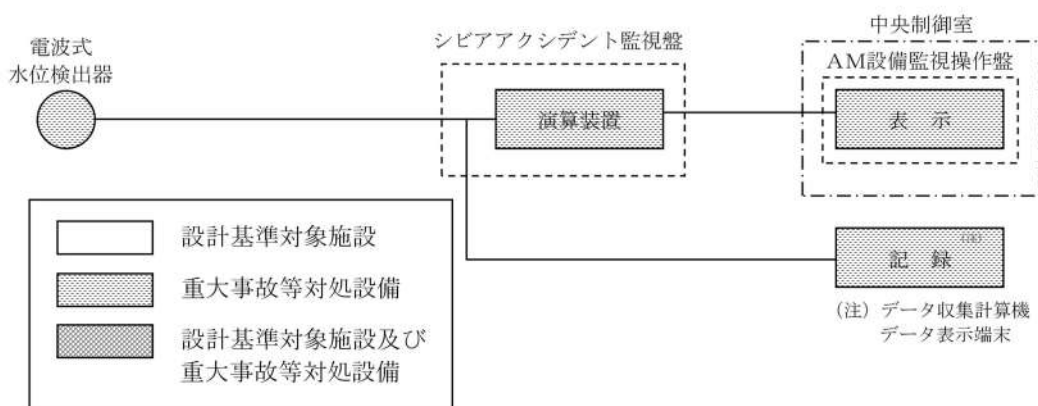 中央制御室
シビアアクシデント監視盤
AM設備監視操作盤
電波式
水位検出器
演算装置
表 示
記 録
(注)
(注) データ収集計算機
データ表示端末
設計基準対象施設
重大事故等対処設備
設計基準対象施設及び
重大事故等対処設備